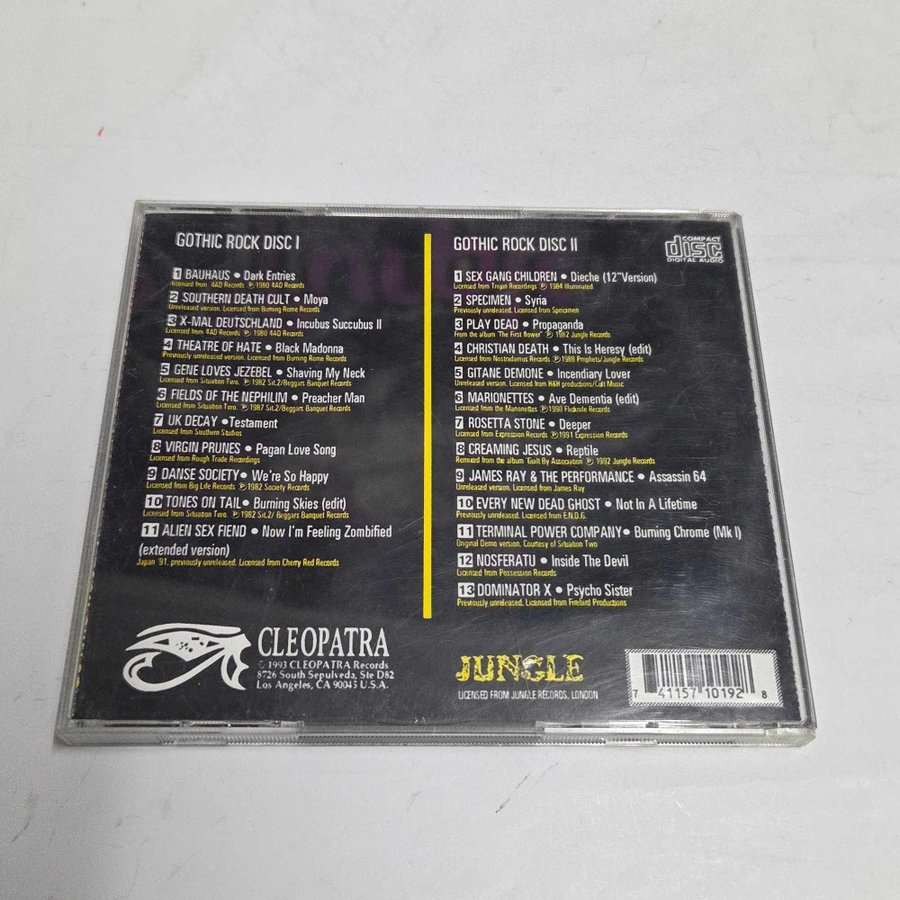 GOTHIC ROCK DISC I
1 BAUHAUS • Dark Entries
Licensed from 4AD Records Ⓟ 1980 4AD Records
2 SOUTHERN DEATH CULT • Moya
Unreleased version. Licensed from Burning Rome Records
3 X-MAL DEUTSCHLAND • Incubus Succubus II
Licensed from 4AD Records Ⓟ 1980 4AD Records
4 THEATRE OF HATE • Black Madonna
Previously unreleased version. Licensed from Burning Rome Records
5 GENE LOVES JEZEBEL • Shaving My Neck
Licensed from Situation Two. Ⓟ 1982 Sit.2/Beggars Banquet Records
6 FIELDS OF THE NEPHILIM • Preacher Man
Licensed from Situation Two. Ⓟ 1987 Sit.2/Beggars Banquet Records
7 UK DECAY •Testament
Licensed from Southern Studios
8 VIRGIN PRUNES • Pagan Love Song
Licensed from Rough Trade Recordings
9 DANSE SOCIETY • We're So Happy
Licensed from Big Life Records Ⓟ 1982 Society Records
10 TONES ON TAIL • Burning Skies (edit)
Licensed from Situation Two. Ⓟ 1982 Sit.2/ Beggars Banquet Records
11 ALIEN SEX FIEND • Now I'm Feeling Zombified
(extended version)
Japan '91, previously unreleased. Licensed from Cherry Red Records
CLEOPATRA
© 1993 CLEOPATRA Records
8726 South Sepulveda, Ste D82
Los Angeles, CA 90045 U.S.A.
GOTHIC ROCK DISC II
COMPACT
disc
DIGITAL AUDIO
1 SEX GANG CHILDREN • Dieche (12"Version)
Licensed from Trojan Recordings Ⓟ 1984 Illuminated
2 SPECIMEN • Syria
Previously unreleased. Licensed from Specimen
3 PLAY DEAD • Propaganda
From the album 'The First flower' Ⓟ 1982 Jungle Records
4 CHRISTIAN DEATH • This Is Heresy (edit)
Licensed from Nostradamus Records Ⓟ 1988 Prophets/Jungle Records
5 GITANE DEMONE • Incendiary Lover
Unreleased version. Licensed from H&H productions/Cult Music
6 MARIONETTES • Ave Dementia (edit)
Licensed from the Marionettes Ⓟ 1990 Flicknife Records
7 ROSETTA STONE • Deeper
Licensed from Expression Records Ⓟ1991 Expression Records
8 CREAMING JESUS • Reptile
Remixed from the album 'Guilt By Association' Ⓟ 1992 Jungle Records
9 JAMES RAY & THE PERFORMANCE • Assassin 64
Unreleased version. Licensed from James Ray
10 EVERY NEW DEAD GHOST • Not In A Lifetime
Previously unreleased. Licensed from E.N.D.G.
11 TERMINAL POWER COMPANY• Burning Chrome (Mk I)
Original Demo version. Courtesy of Situation Two
12 NOSFERATU • Inside The Devil
Licensed from Possession Records
13 DOMINATOR X • Psycho Sister
Previously unreleased. Licensed from Firebird Productions
JUNGLE
LICENSED FROM JUNGLE RECORDS, LONDON
7 41157 10192 8